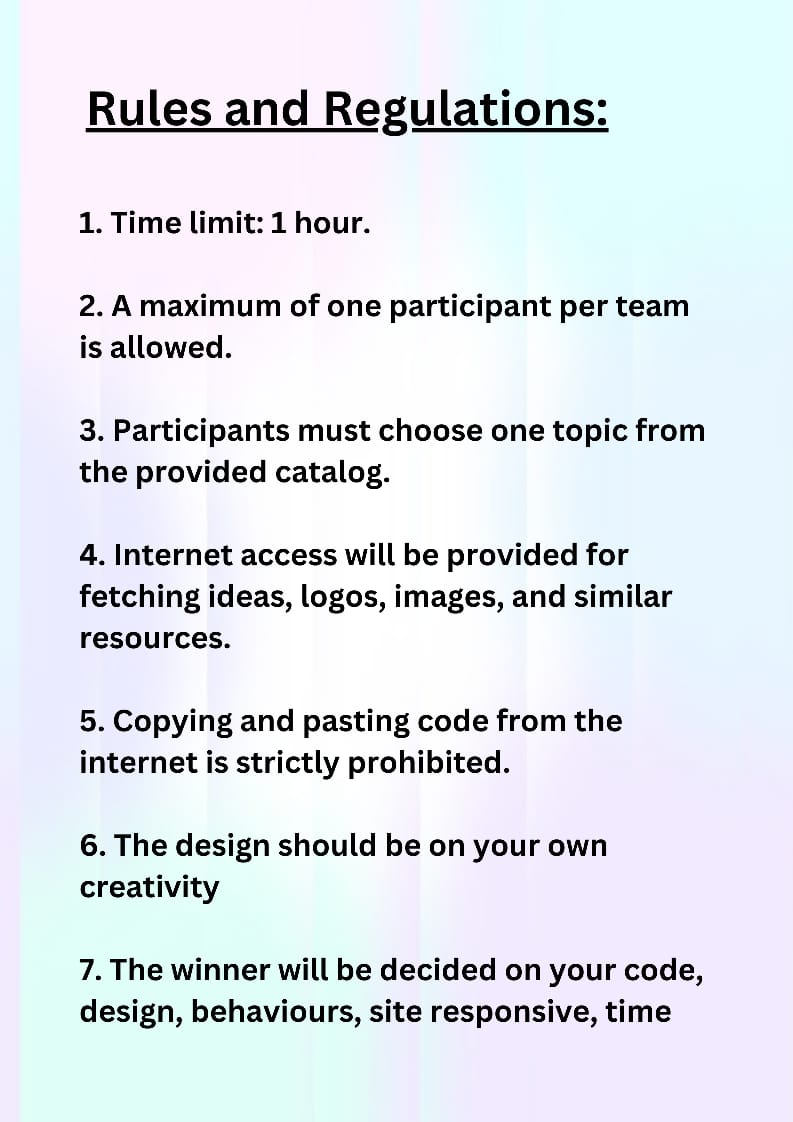 Rules and Regulations:
1. Time limit: 1 hour.
2. A maximum of one participant per team
is allowed.
3. Participants must choose one topic from
the provided catalog.
4. Internet access will be provided for
fetching ideas, logos, images, and similar
resources.
5. Copying and pasting code from the
internet is strictly prohibited.
6. The design should be on your own
creativity
7. The winner will be decided on your code,
design, behaviours, site responsive, time